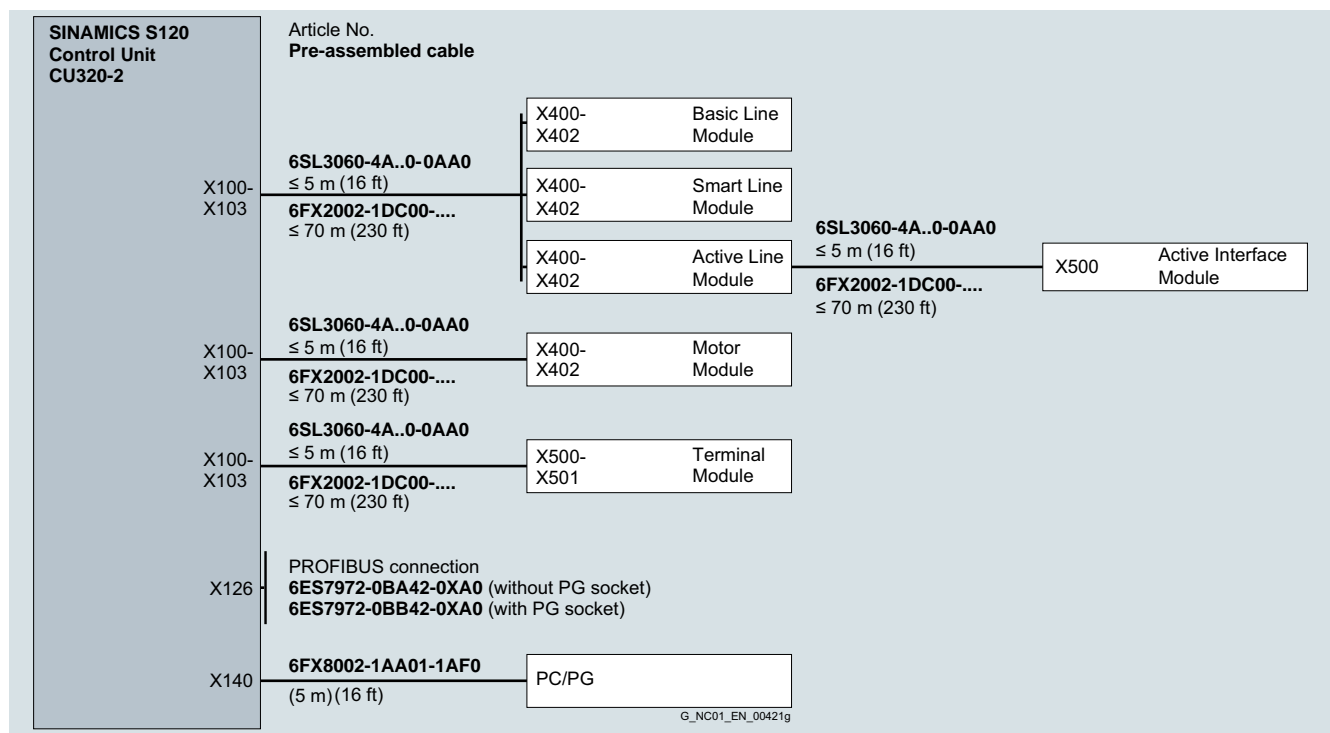 SINAMICS S120
Control Unit
CU320-2
Article No.
Pre-assembled cable
X400- Basic Line
X402 Module
6SL3060-4A..0-0AA0
≤ 5 m (16 ft)
X100-
X103
6FX2002-1DC00-....
≤ 70 m (230 ft)
X400- Smart Line
X402 Module
X400- Active Line
X402 Module
6SL3060-4A..0-0AA0
≤ 5 m (16 ft)
6FX2002-1DC00-....
≤ 70 m (230 ft)
X500 Active Interface
Module
6SL3060-4A..0-0AA0
≤ 5 m (16 ft)
X100-
X103
6FX2002-1DC00-....
≤ 70 m (230 ft)
X400- Motor
X402 Module
6SL3060-4A..0-0AA0
≤ 5 m (16 ft)
X100-
X103
6FX2002-1DC00-....
≤ 70 m (230 ft)
X500- Terminal
X501 Module
X126
PROFIBUS connection
6ES7972-0BA42-0XA0 (without PG socket)
6ES7972-0BB42-0XA0 (with PG socket)
X140
6FX8002-1AA01-1AF0
(5 m) (16 ft)
PC/PG
G_NC01_EN_00421g